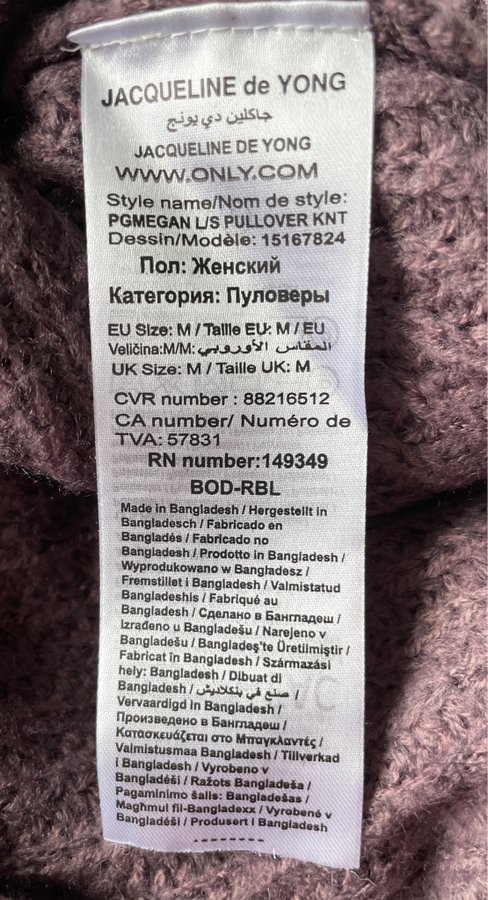 JACQUELINE de YONG
جاكلين دي يونج
JACQUELINE DE YONG
WWW.ONLY.COM
Style name/Nom de style:
PGMEGAN L/S PULLOVER KNT
Dessin/Modèle: 15167824
Пол: Женский
Категория: Пуловеры
EU Size: M / Taille EU: M / EU
Veličina:M/M: المقاس الأوروبي
UK Size: M / Taille UK: M
CVR number : 88216512
CA number/ Numéro de
TVA: 57831
RN number:149349
BOD-RBL
Made in Bangladesh / Hergestellt in
Bangladesch / Fabricado en
Bangladés / Fabricado no
Bangladesh / Prodotto in Bangladesh /
Wyprodukowano w Bangladesz /
Fremstillet i Bangladesh / Valmistatud
Bangladeshis / Fabriqué au
Bangladesh / Сделано в Бангладеш /
Izrađeno u Bangladešu / Narejeno v
Bangladešu / Bangladeş'te Üretilmiştir /
Fabricat în Bangladesh / Származási
hely: Bangladesh / Dibuat di
Bangladesh / صنع في بنكلاديش /
Vervaardigd in Bangladesh /
Произведено в Бангладеш /
Κατασκευάζεται στο Μπαγκλαντές /
Valmistusmaa Bangladesh / Tillverkad
i Bangladesh / Vyrobeno v
Bangladéši / Ražots Bangladeša /
Pagaminimo šalis: Bangladešas /
Magħmul fil-Bangladexx / Vyrobené v
Bangladéši / Produsert i Bangladesh